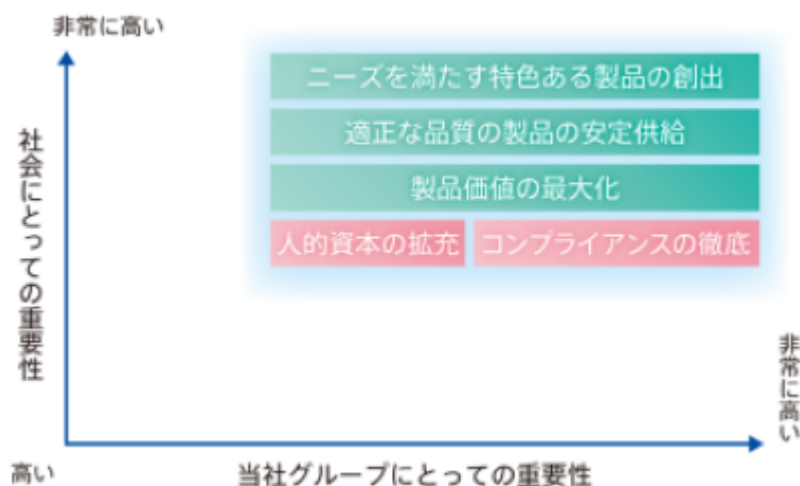 非常に高い
ニーズを満たす特色ある製品の創出
適正な品質の製品の安定供給
製品価値の最大化
人的資本の拡充
コンプライアンスの徹底
社会にとっての重要性
非常に高い
高い
当社グループにとっての重要性